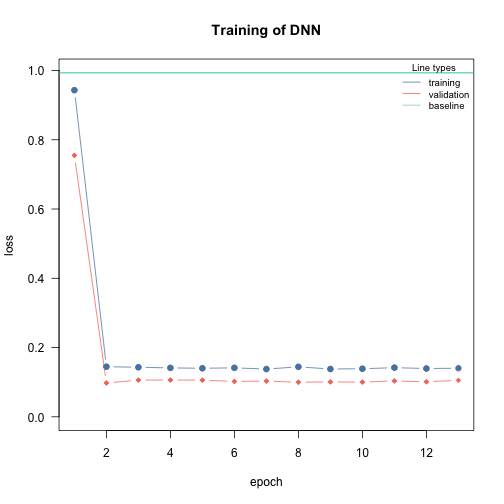 Training of DNN
Line types
training
validation
baseline
loss
1.0
0.8
0.6
0.4
0.2
0.0
2 4 6 8 10 12
epoch